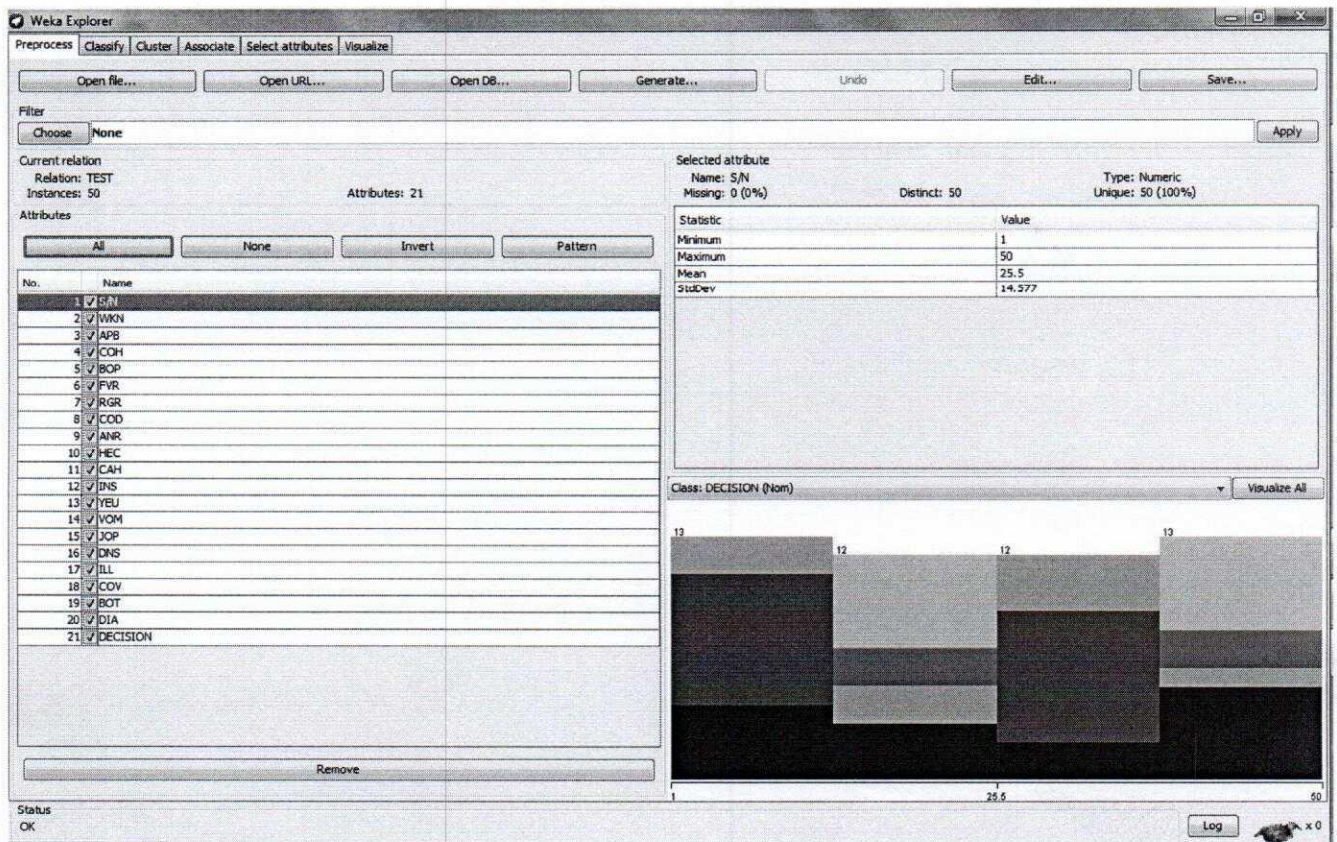 Weka Explorer
Preprocess Classify Cluster Associate Select attributes Visualize
Open file... Open URL... Open DB... Generate... Undo Edit... Save...
Filter
Choose None Apply
Current relation
Relation: TEST
Instances: 50 Attributes: 21
Attributes
All None Invert Pattern
No. Name
1 S/N
2 WKN
3 APB
4 COH
5 BOP
6 FVR
7 RGR
8 COD
9 ANR
10 HEC
11 CAH
12 INS
13 YEU
14 VOM
15 JOP
16 DNS
17 ILL
18 COV
19 BOT
20 DIA
21 DECISION
Remove
Selected attribute
Name: S/N Type: Numeric
Missing: 0 (0%) Distinct: 50 Unique: 50 (100%)
Statistic Value
Minimum 1
Maximum 50
Mean 25.5
StdDev 14.577
Class: DECISION (Nom) Visualize All
13 12 12 13
1 25.5 50
Status
OK Log x 0